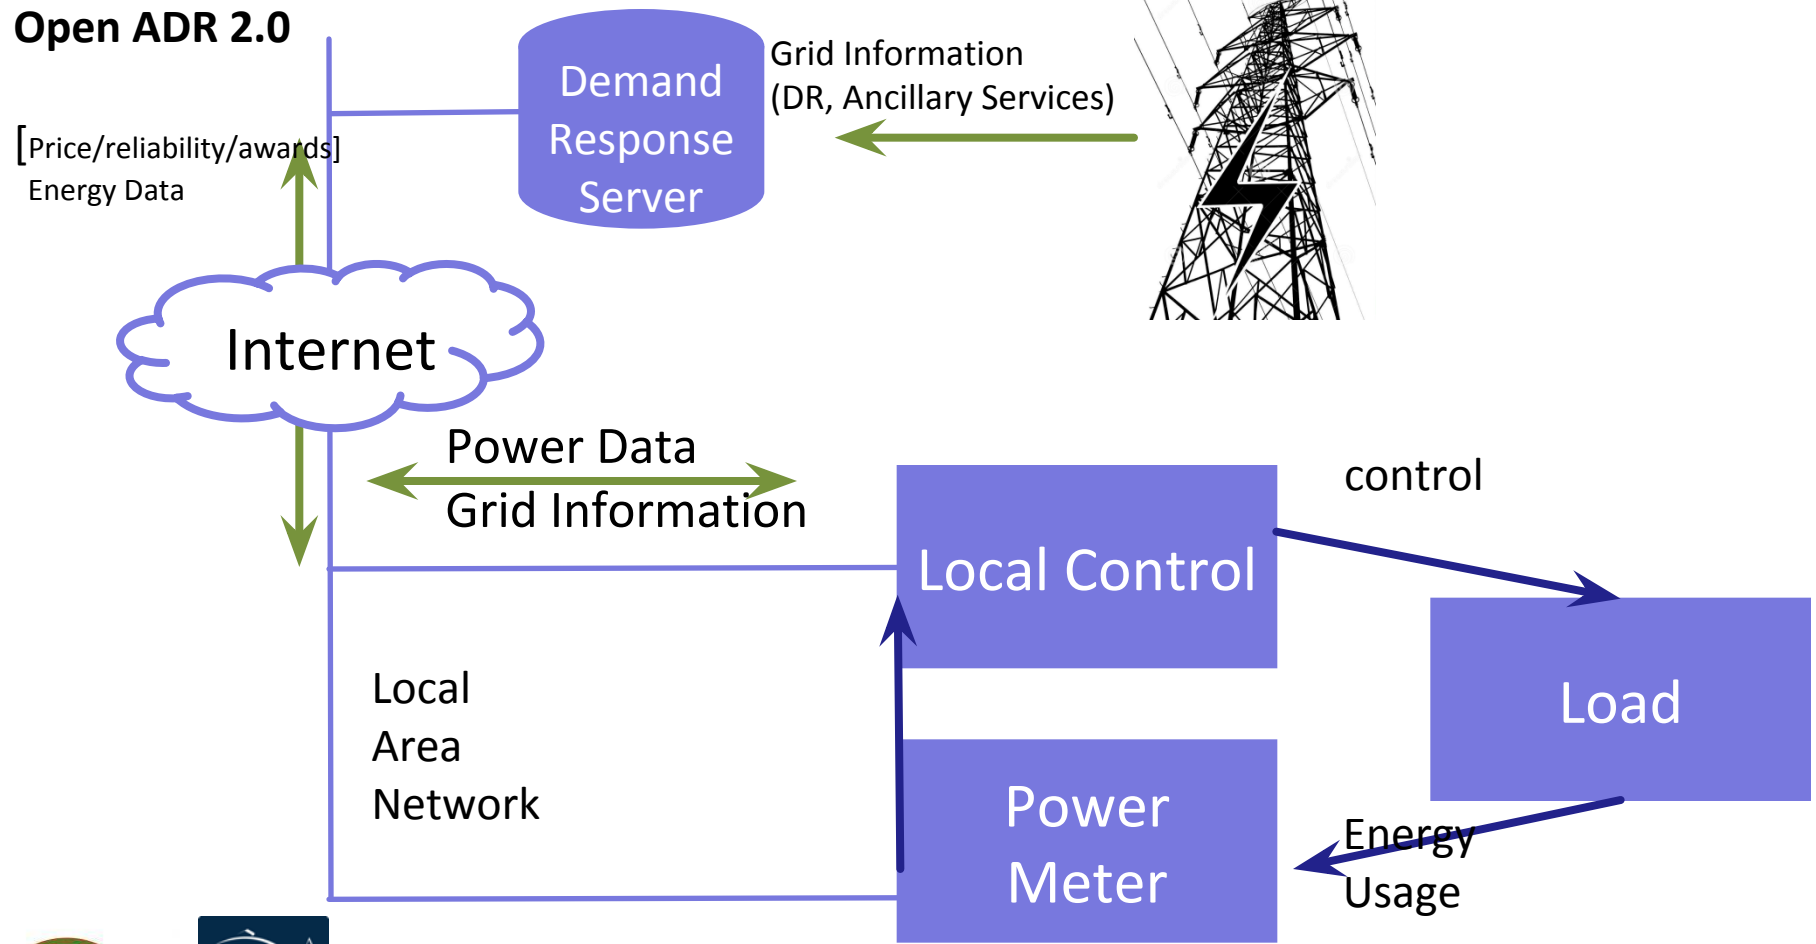 Open ADR 2.0
Demand
Response
Server
Grid Information
(DR, Ancillary Services)
[Price/reliability/awards]
Energy Data
Internet
Power Data
Grid Information
control
Local Control
Load
Local
Area
Network
Power
Meter
Energy
Usage